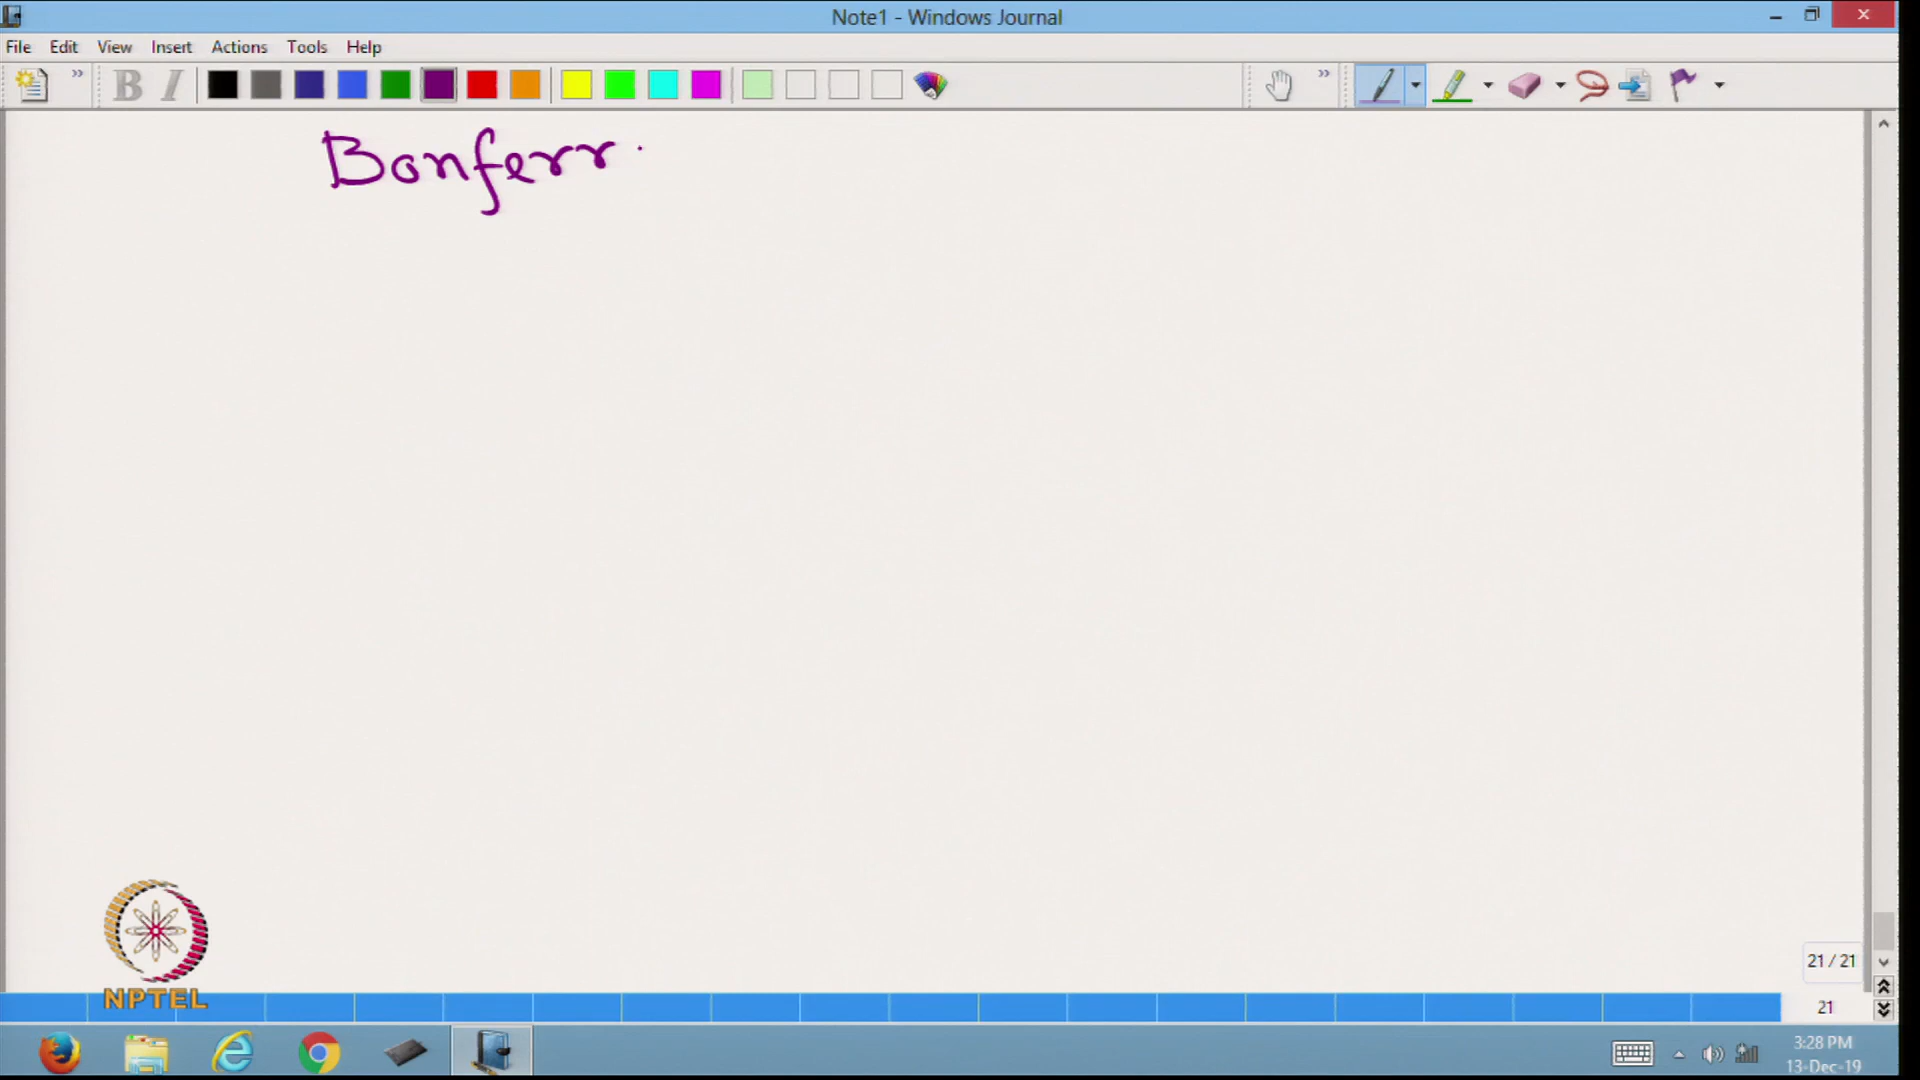 Note1 - Windows Journal
File Edit View Insert Actions Tools Help
B I
Bonferr
21 / 21
NPTEL
21
3:28 PM
13-Dec-19